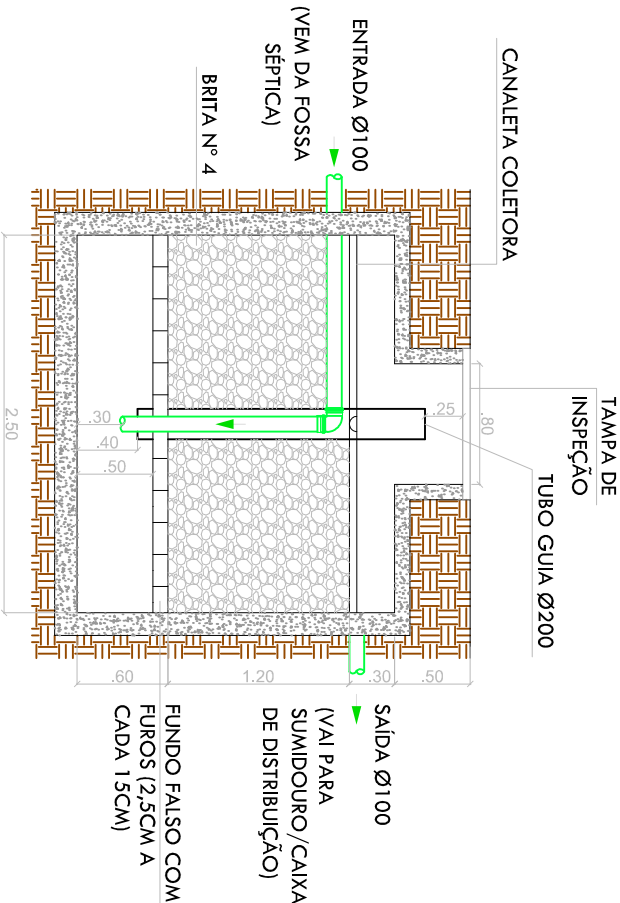 TAMPA DE
INSPEÇÃO
TUBO GUIA Ø200
CANALETA COLETORA
ENTRADA Ø100
(VEM DA FOSSA
SÉPTICA)
BRITA Nº 4
.80
.25
.30
.40
.50
2.50
.50
.30
1.20
.60
SAÍDA Ø100
(VAI PARA
SUMIDOURO/CAIXA
DE DISTRIBUIÇÃO)
FUNDO FALSO COM
FUROS (2,5CM A
CADA 15CM)